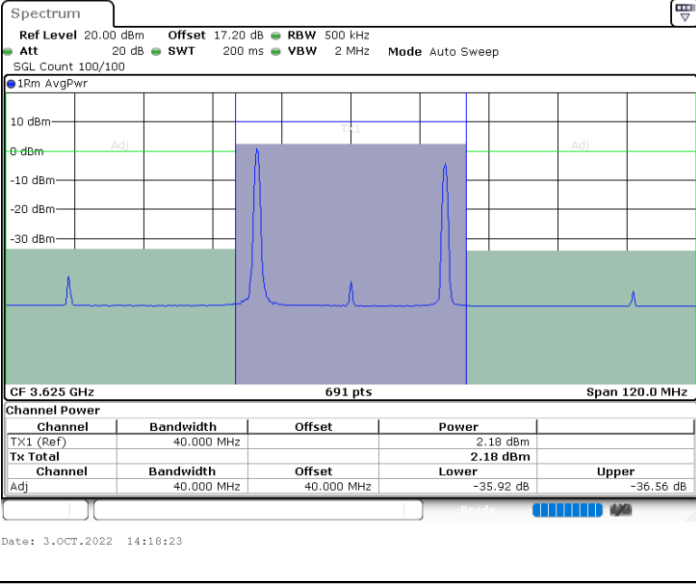 Spectrum
Ref Level 20.00 dBm Offset 17.20 dB RBW 500 kHz
Att 20 dB SWT 200 ms VBW 2 MHz Mode Auto Sweep
SGL Count 100/100
1Rm AvgPwr
10 dBm
TX1
Adj
Adj
0 dBm
-10 dBm
-20 dBm
-30 dBm
CF 3.625 GHz 691 pts Span 120.0 MHz
Channel Power
Channel Bandwidth Offset Power
TX1 (Ref) 40.000 MHz 2.18 dBm
Tx Total 2.18 dBm
Channel Bandwidth Offset Lower Upper
Adj 40.000 MHz 40.000 MHz -35.92 dB -36.56 dB
Ready
Date: 3.OCT.2022 14:18:23